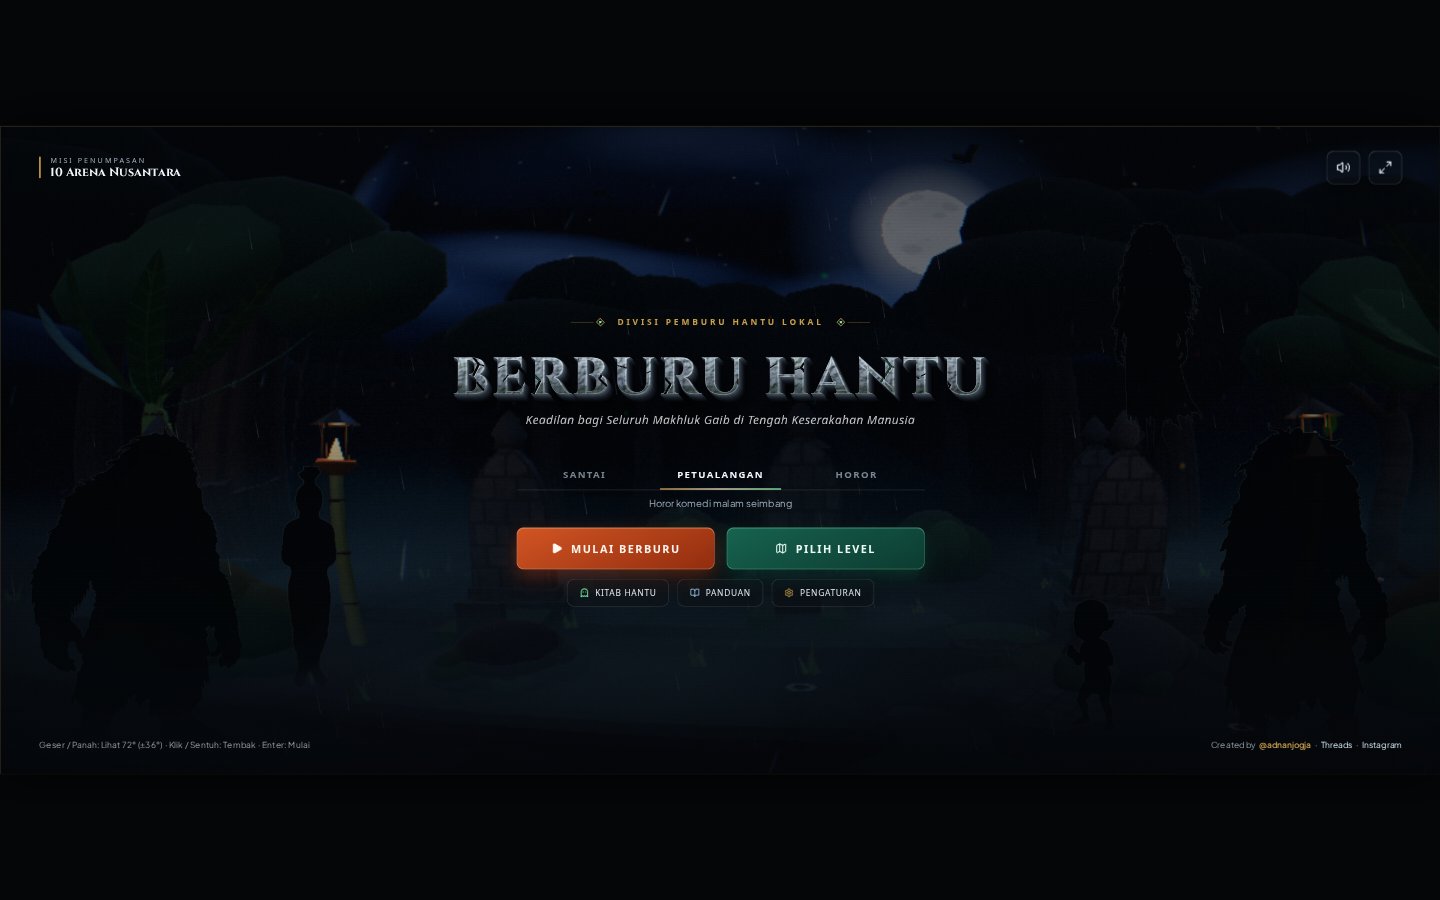 MISI PENUMPASAN
10 ARENA NUSANTARA
DIVISI PEMBURU HANTU LOKAL
BERBURU HANTU
Keadilan bagi Seluruh Makhluk Gaib di Tengah Keserakahan Manusia
SANTAI PETUALANGAN HOROR
Horor komedi malam seimbang
MULAI BERBURU PILIH LEVEL
KITAB HANTU PANDUAN PENGATURAN
Geser / Panah: Lihat 72° (±36°) · Klik / Sentuh: Tembak · Enter: Mulai
Created by @adnanjogja · Threads · Instagram